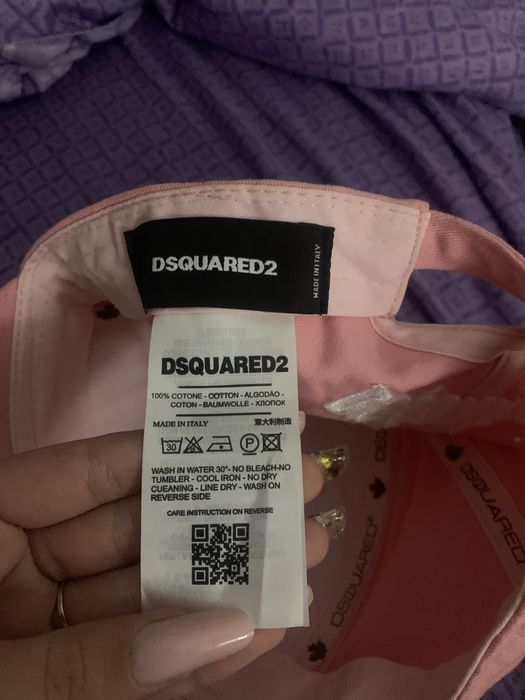 DSQUARED2
MADE IN ITALY
DSQUARED2
100% COTONE - COTTON - ALGODÃO -
COTON - BAUMWOLLE - ХЛОПОК
MADE IN ITALY 意大利制造
30 P
WASH IN WATER 30°- NO BLEACH-NO
TUMBLER - COOL IRON - NO DRY
CUEANING - LINE DRY - WASH ON
REVERSE SIDE
CARE INSTRUCTION ON REVERSE
DSQUARED²
DSQUARED